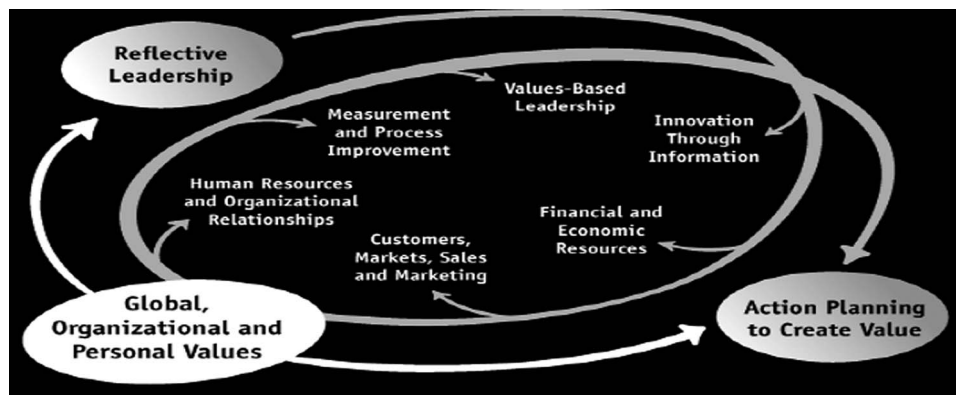 Reflective
Leadership
Values-Based
Leadership
Measurement
and Process
Improvement
Innovation
Through
Information
Human Resources
and Organizational
Relationships
Financial and
Economic
Resources
Customers,
Markets, Sales
and Marketing
Global,
Organizational and
Personal Values
Action Planning
to Create Value